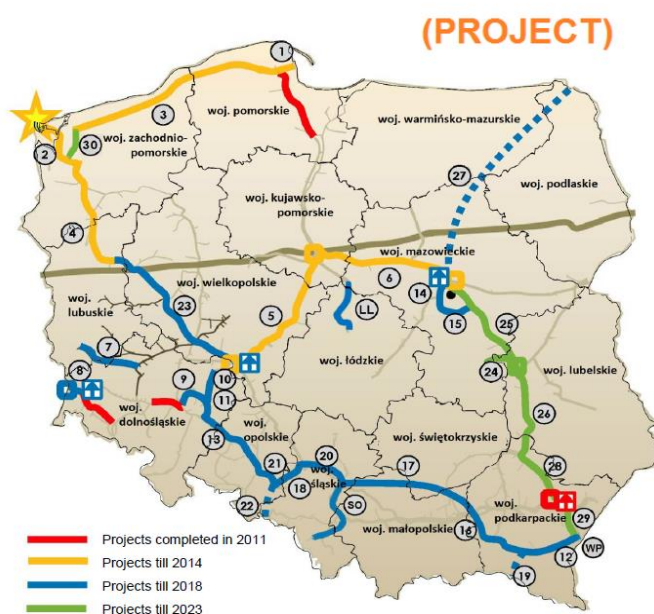 (PROJECT)
1
3
woj. pomorskie
woj. warmińsko-mazurskie
2
30
woj. zachodnio-
pomorskie
27
woj. podlaskie
woj. kujawsko-
pomorskie
4
woj. mazowieckie
6
14
woj. wielkopolskie
23
woj.
lubuskie
5
LL
15
25
7
woj. łódzkie
24
woj. lubelskie
8
9
10
11
woj.
dolnośląskie
13
woj.
opolskie
26
woj. świętokrzyskie
21
20
17
28
18
woj.
śląskie
22
SO
woj.
podkarpackie
29
woj. małopolskie
16
12
WP
19
Projects completed in 2011
Projects till 2014
Projects till 2018
Projects till 2023